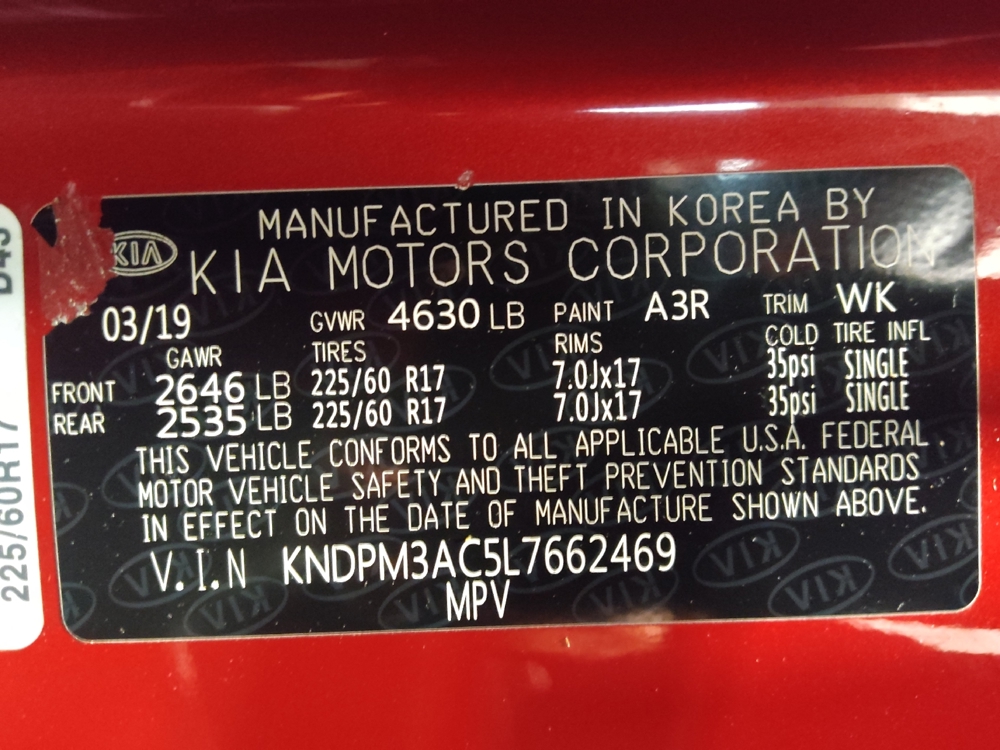 MANUFACTURED IN KOREA BY
KIA
KIA MOTORS CORPORATION
03/19 GVWR 4630 LB PAINT A3R TRIM WK
GAWR TIRES RIMS COLD TIRE INFL
FRONT 2646 LB 225/60 R17 7.0Jx17 35psi SINGLE
REAR 2535 LB 225/60 R17 7.0Jx17 35psi SINGLE
THIS VEHICLE CONFORMS TO ALL APPLICABLE U.S.A. FEDERAL.
MOTOR VEHICLE SAFETY AND THEFT PREVENTION STANDARDS
IN EFFECT ON THE DATE OF MANUFACTURE SHOWN ABOVE.
V.I.N KNDPM3AC5L7662469
MPV
225/60R17